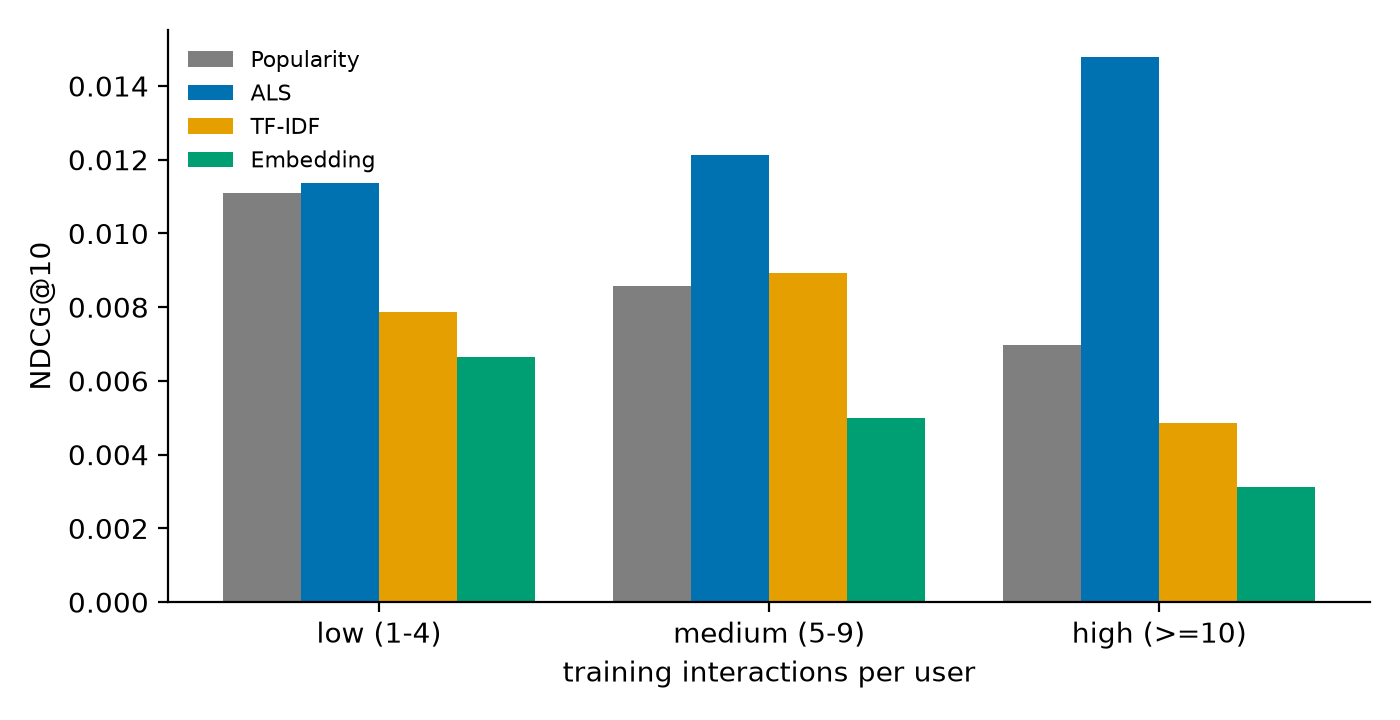 Popularity
ALS
TF-IDF
Embedding
NDCG@10
0.014
0.012
0.010
0.008
0.006
0.004
0.002
0.000
low (1-4)
medium (5-9)
high (>=10)
training interactions per user